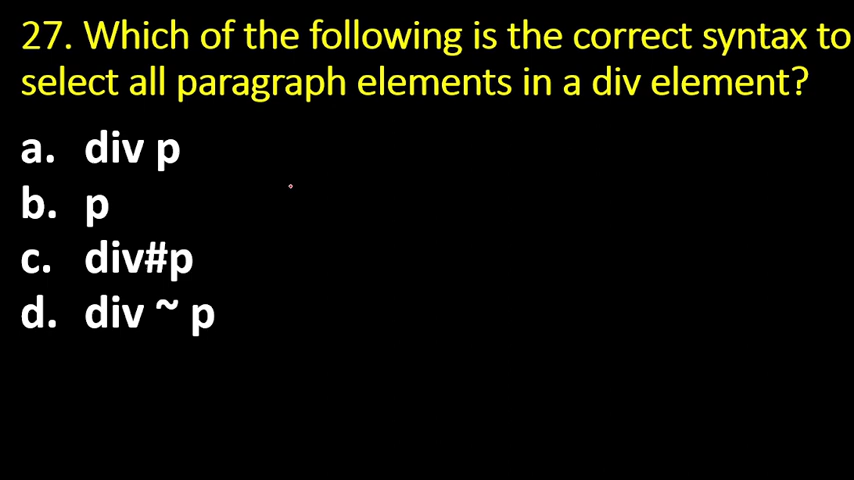 27. Which of the following is the correct syntax to
select all paragraph elements in a div element?
a. div p
b. p
c. div#p
d. div ~ p